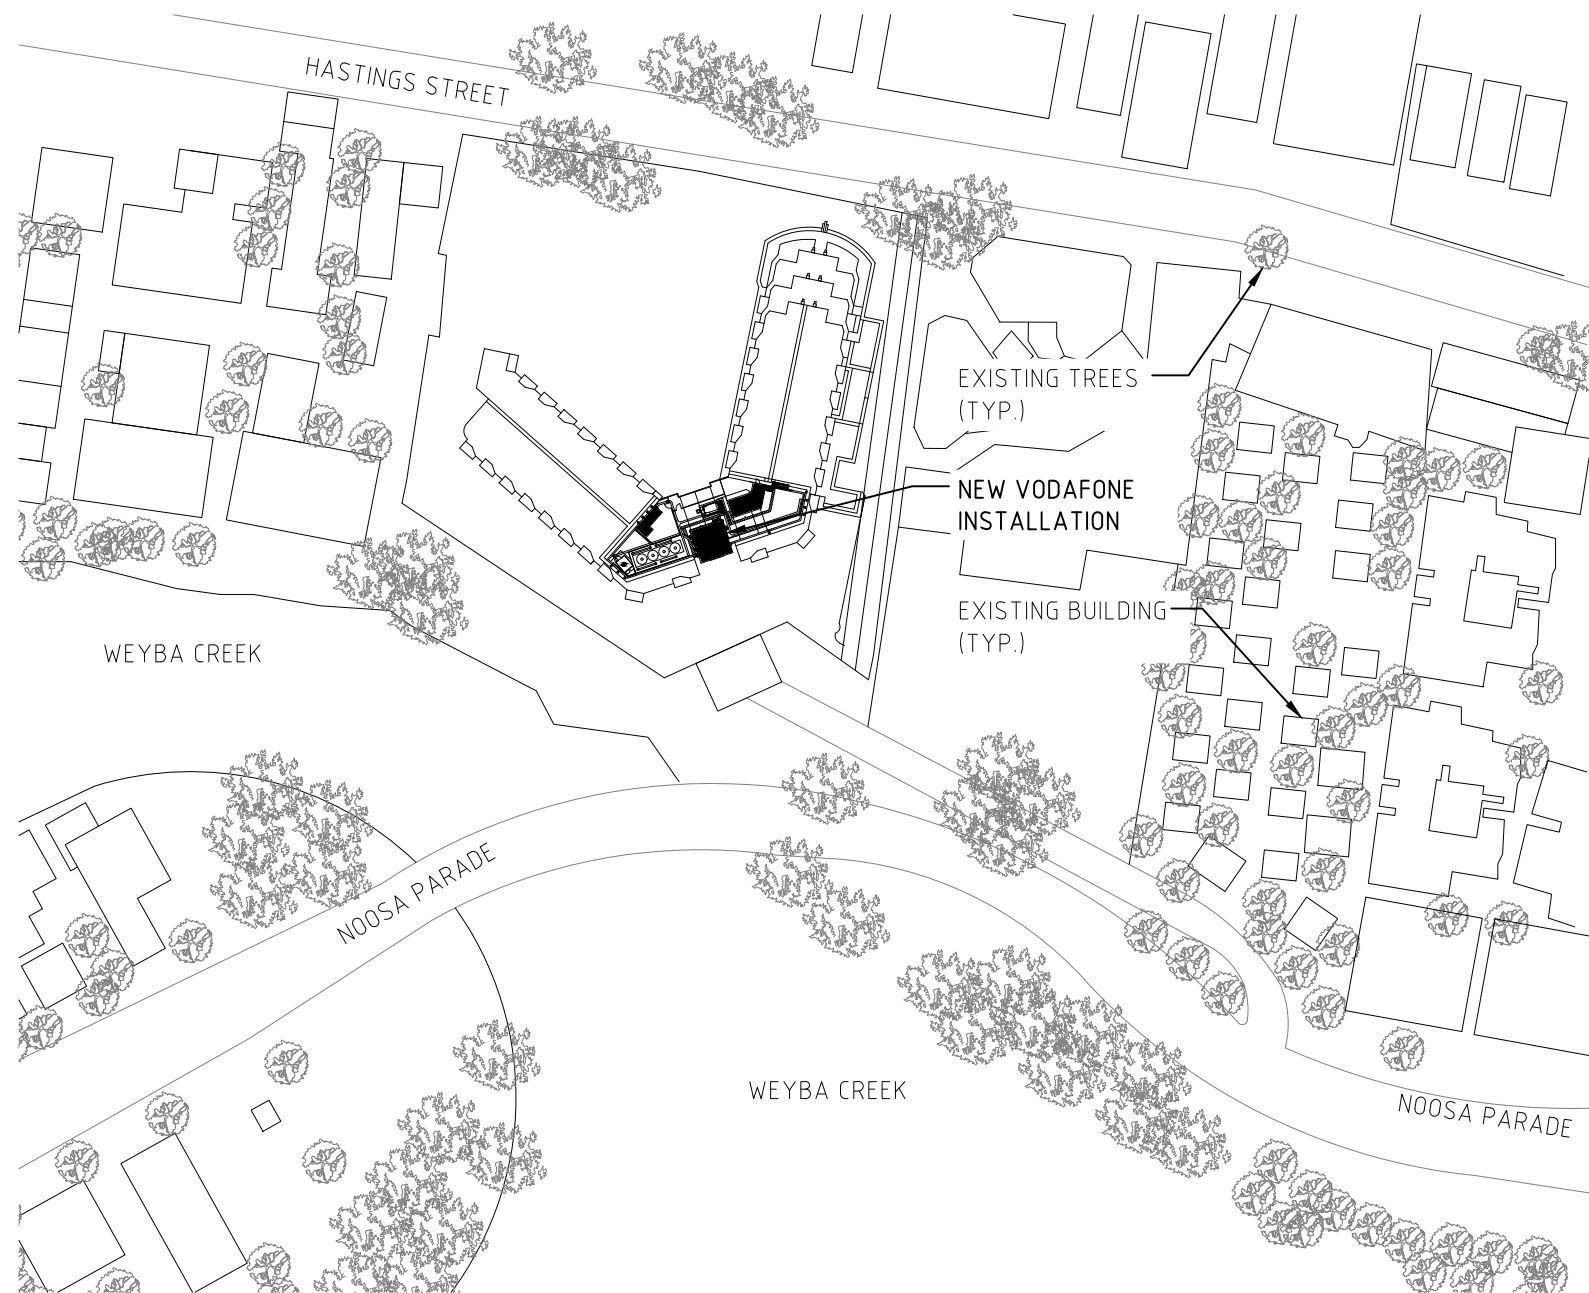 HASTINGS STREET
EXISTING TREES
(TYP.)
NEW VODAFONE
INSTALLATION
EXISTING BUILDING
(TYP.)
WEYBA CREEK
NOOSA PARADE
WEYBA CREEK
NOOSA PARADE